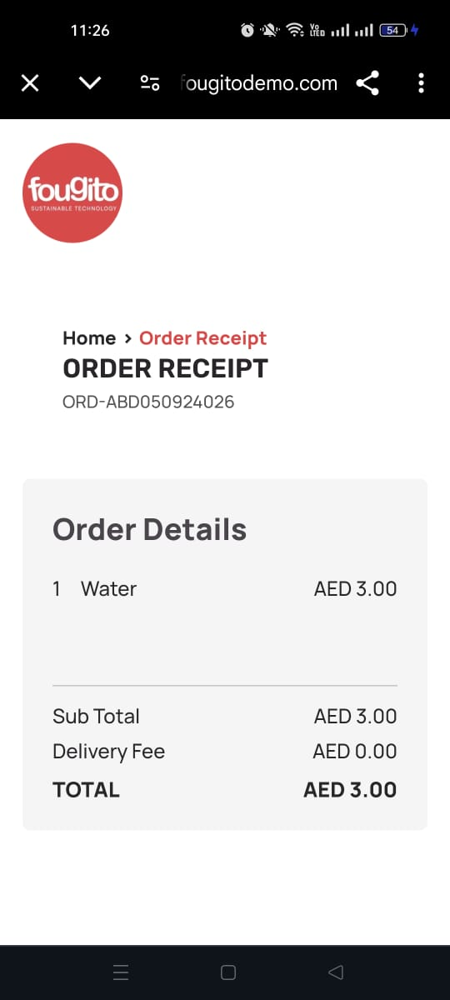 11:26
Vo LTED
54
fougitodemo.com
fougito
SUSTAINABLE TECHNOLOGY
Home > Order Receipt
ORDER RECEIPT
ORD-ABD050924026
Order Details
1 Water AED 3.00
Sub Total AED 3.00
Delivery Fee AED 0.00
TOTAL AED 3.00